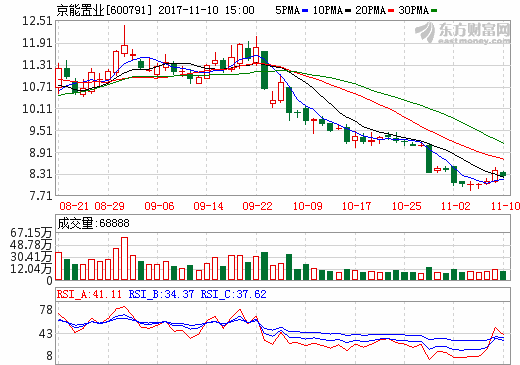 京能置业[600791] 2017-11-10 15:00 5PMA 10PMA 20PMA 30PMA
东方财富网
eastmoney.com
12.51
11.91
11.31
10.71
10.11
9.51
8.91
8.31
7.71
08-21 08-29 09-06 09-14 09-22 10-09 10-17 10-25 11-02 11-10
成交量:68888
67.15万
48.78万
30.41万
12.04万
0
RSI_A:41.11 RSI_B:34.37 RSI_C:37.62
78
43
8